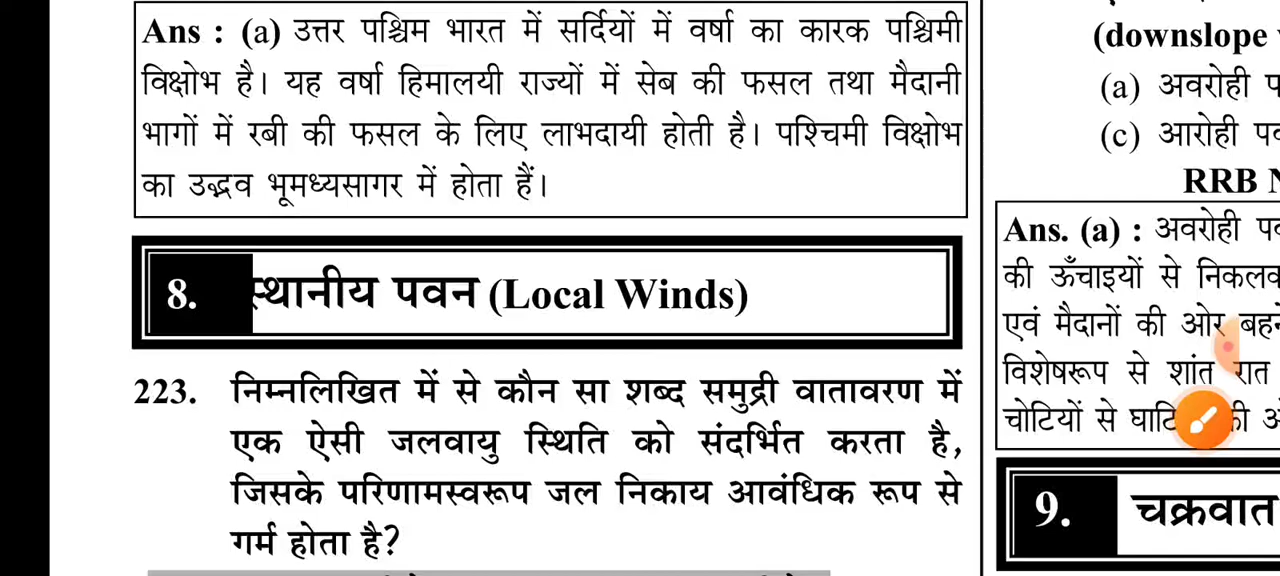 Ans : (a) उत्तर पश्चिम भारत में सर्दियों में वर्षा का कारक पश्चिमी
विक्षोभ है। यह वर्षा हिमालयी राज्यों में सेब की फसल तथा मैदानी
भागों में रबी की फसल के लिए लाभदायी होती है। पश्चिमी विक्षोभ
का उद्भव भूमध्यसागर में होता हैं।
8. स्थानीय पवन (Local Winds)
223. निम्नलिखित में से कौन सा शब्द समुद्री वातावरण में
एक ऐसी जलवायु स्थिति को संदर्भित करता है,
जिसके परिणामस्वरूप जल निकाय आवंधिक रूप से
गर्म होता है?
(downslope
(a) अवरोही
(c) आरोही
RRB
Ans. (a) : अवरोही
की ऊँचाइयों से
एवं मैदानों की ओर
विशेषरूप से शांत रात
चोटियों से
9. चक्रवात